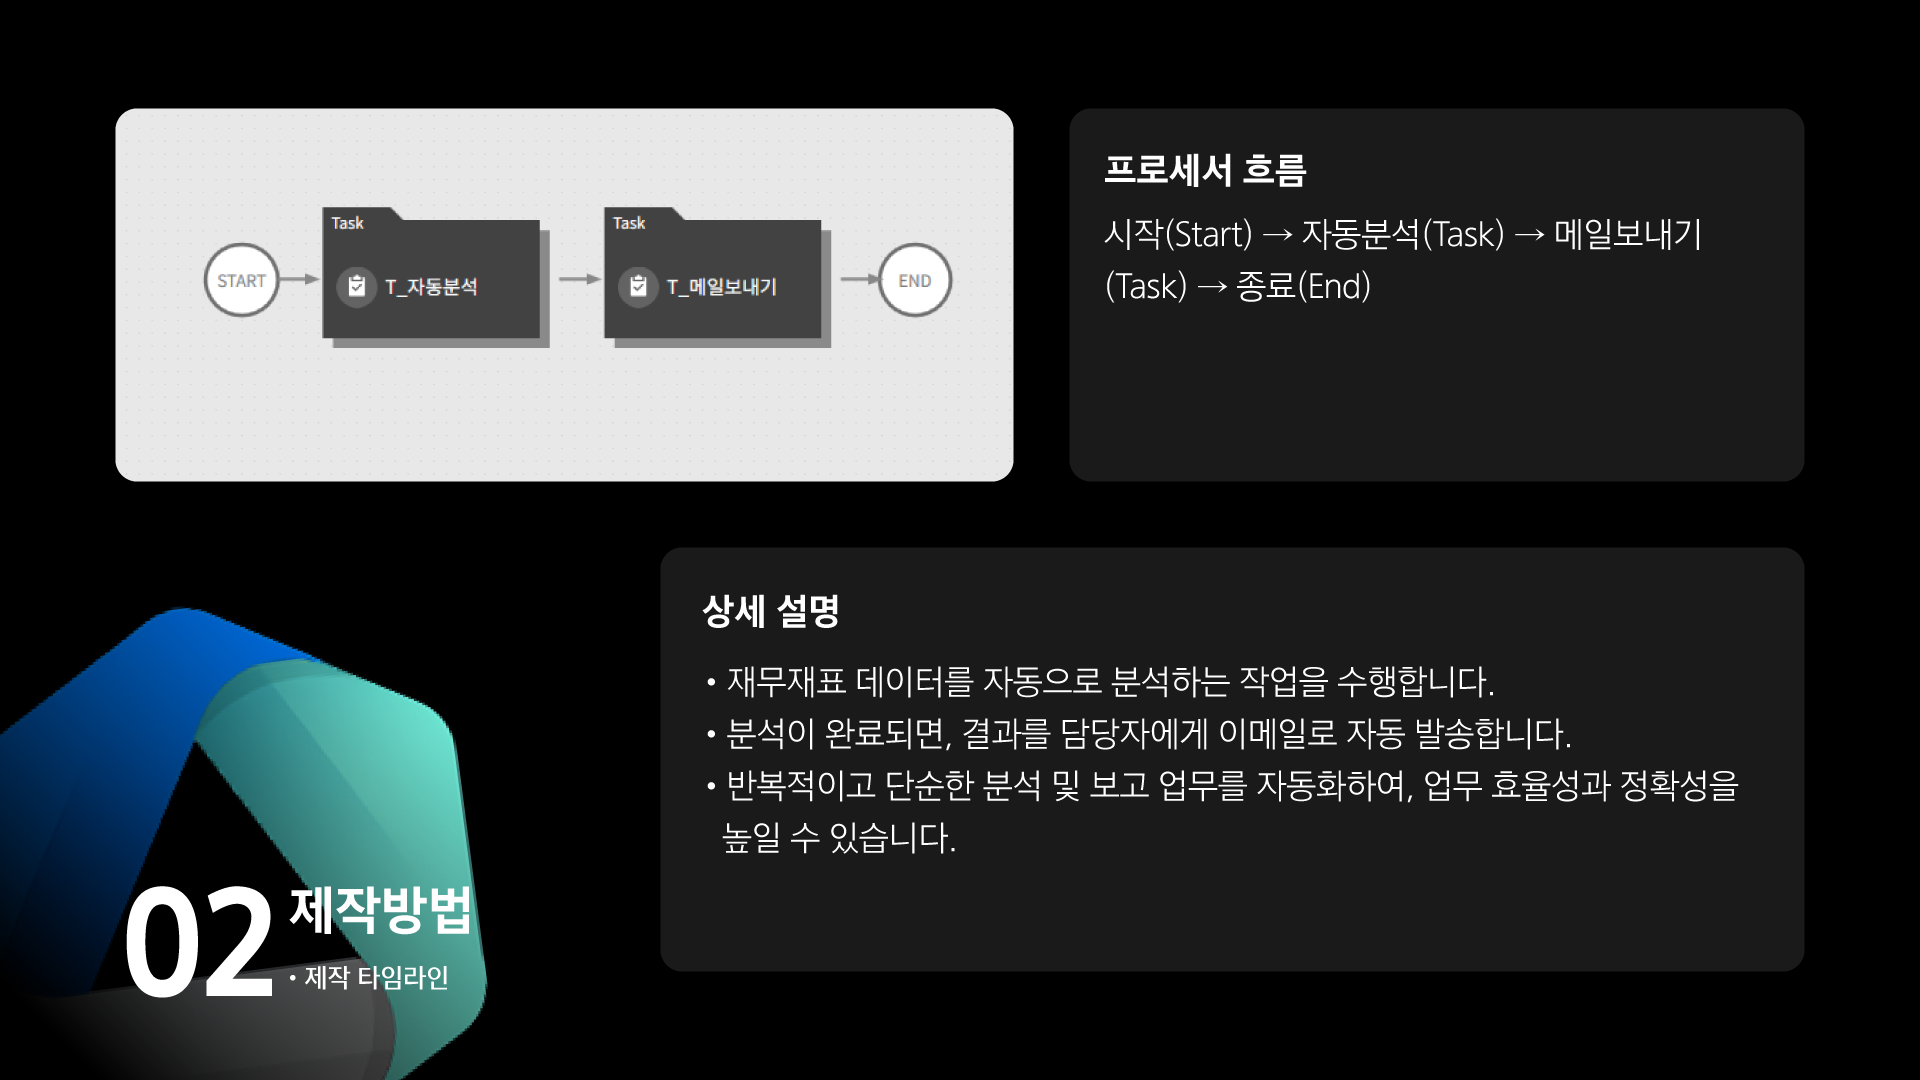 START
Task
T_자동분석
Task
T_메일보내기
END
프로세서 흐름
시작(Start) → 자동분석(Task) → 메일보내기
(Task) → 종료(End)
상세 설명
• 재무재표 데이터를 자동으로 분석하는 작업을 수행합니다.
• 분석이 완료되면, 결과를 담당자에게 이메일로 자동 발송합니다.
• 반복적이고 단순한 분석 및 보고 업무를 자동화하여, 업무 효율성과 정확성을
높일 수 있습니다.
02
제작방법
• 제작 타임라인